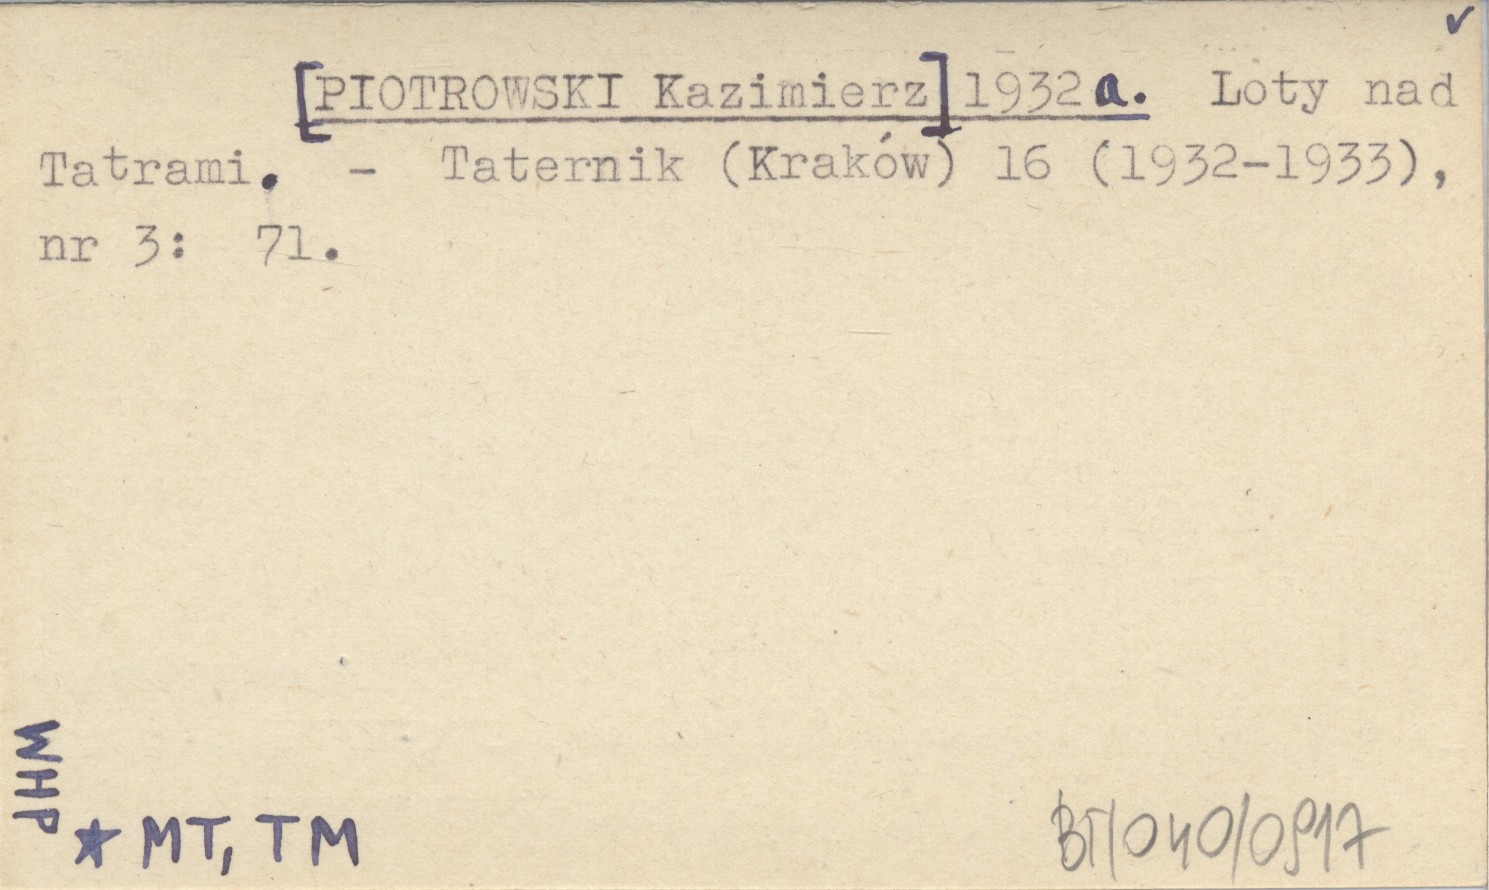 ✓
[PIOTROWSKI Kazimierz] 1932a. Loty nad
Tatrami. - Taternik (Kraków) 16 (1932-1933),
nr 3: 71.
WHP
★ MT, TM
BT/040/0917